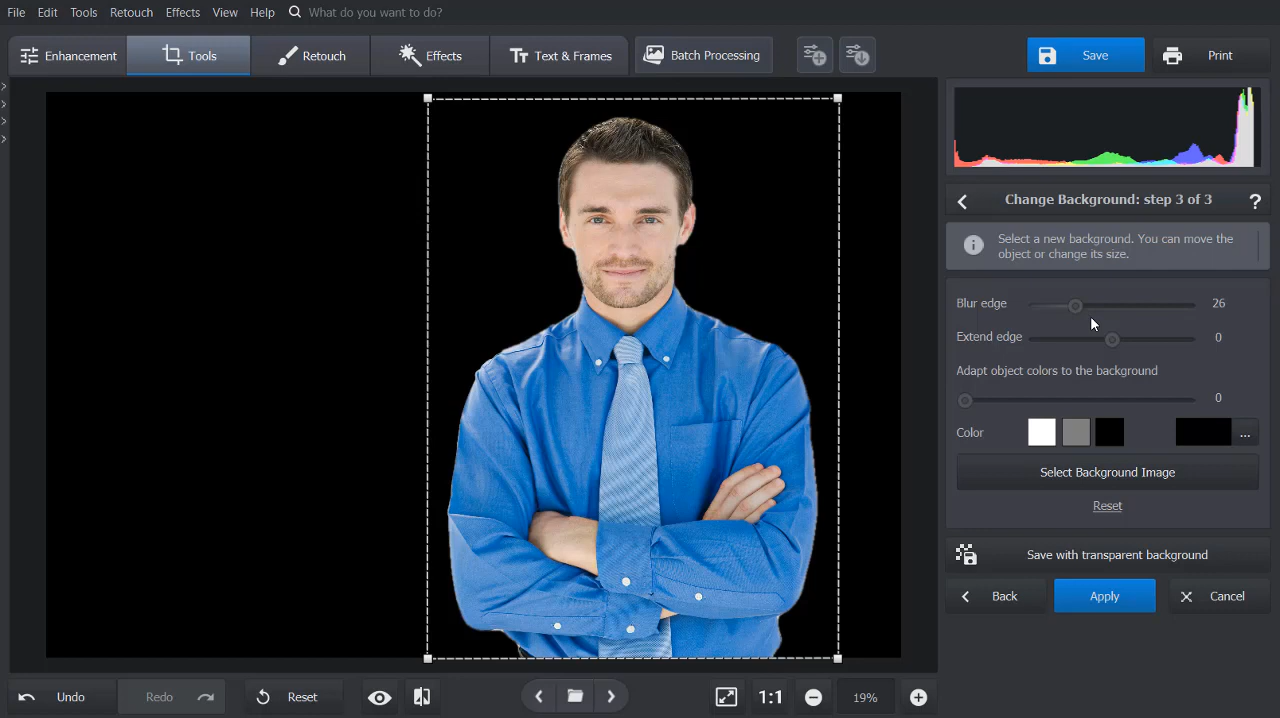 File Edit Tools Retouch Effects View Help What do you want to do?
Enhancement Tools Retouch Effects Text & Frames Batch Processing Save Print
Change Background: step 3 of 3 ?
Select a new background. You can move the
object or change its size.
Blur edge 26
Extend edge 0
Adapt object colors to the background
0
Color ...
Select Background Image
Reset
Save with transparent background
Back Apply Cancel
Undo Redo Reset 1:1 19%